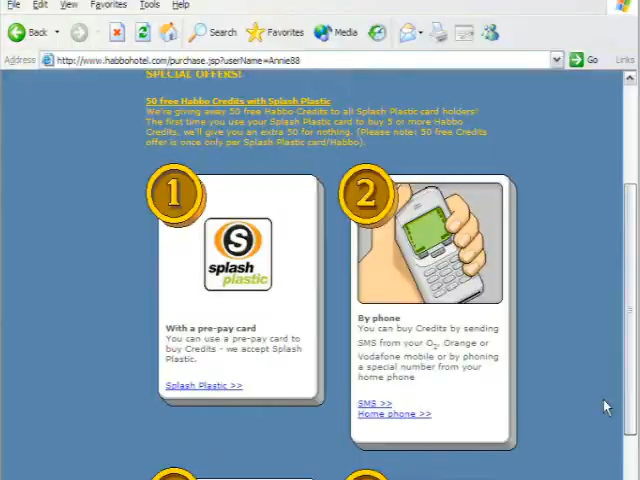 File Edit View Favorites Tools Help
Back Search Favorites Media
Address http://www.habbohotel.com/purchase.jsp?userName=Annie88 Go Links
SPECIAL OFFERS!
50 free Habbo Credits with Splash Plastic
We're giving away 50 free Habbo Credits to all Splash Plastic card holders!
The first time you use your Splash Plastic card to buy 5 or more Habbo
Credits, we'll give you an extra 50 for nothing. (Please note: 50 free Credits
offer is once only per Splash Plastic card/Habbo).
1
S
splash
plastic
With a pre-pay card
You can use a pre-pay card to
buy Credits - we accept Splash
Plastic.
Splash Plastic >>
2
By phone
You can buy Credits by sending
SMS from your O2, Orange or
Vodafone mobile or by phoning
a special number from your
home phone
SMS >>
Home phone >>